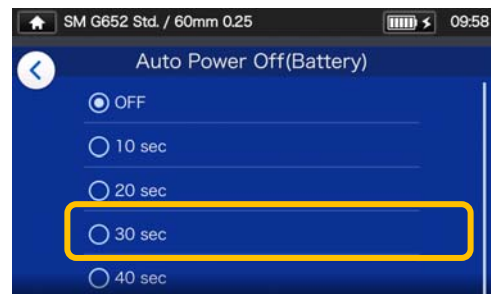 SM G652 Std. / 60mm 0.25 09:58
Auto Power Off(Battery)
OFF
10 sec
20 sec
30 sec
40 sec